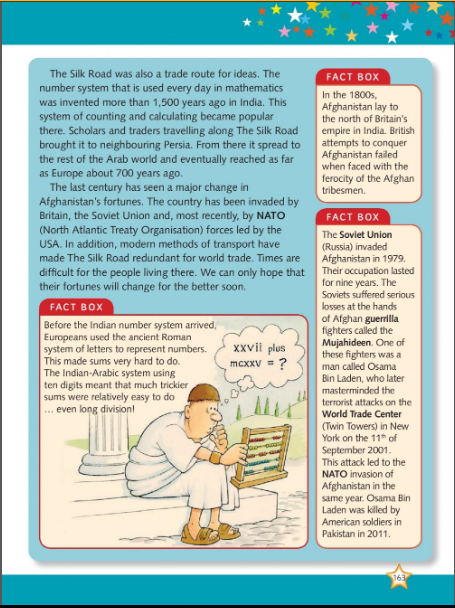 The Silk Road was also a trade route for ideas. The
number system that is used every day in mathematics
was invented more than 1,500 years ago in India. This
system of counting and calculating became popular
there. Scholars and traders travelling along The Silk Road
brought it to neighbouring Persia. From there it spread to
the rest of the Arab world and eventually reached as far
as Europe about 700 years ago.
The last century has seen a major change in
Afghanistan's fortunes. The country has been invaded by
Britain, the Soviet Union and, most recently, by NATO
(North Atlantic Treaty Organisation) forces led by the
USA. In addition, modern methods of transport have
made The Silk Road redundant for world trade. Times are
difficult for the people living there. We can only hope that
their fortunes will change for the better soon.
FACT BOX
Before the Indian number system arrived,
Europeans used the ancient Roman
system of letters to represent numbers.
This made sums very hard to do.
The Indian-Arabic system using
ten digits meant that much trickier
sums were relatively easy to do
… even long division!
xxvii plus
mcxxv = ?
FACT BOX
In the 1800s,
Afghanistan lay to
the north of Britain's
empire in India. British
attempts to conquer
Afghanistan failed
when faced with the
ferocity of the Afghan
tribesmen.
FACT BOX
The Soviet Union
(Russia) invaded
Afghanistan in 1979.
Their occupation lasted
for nine years. The
Soviets suffered serious
losses at the hands
of Afghan guerrilla
fighters called the
Mujahideen. One of
these fighters was a
man called Osama
Bin Laden, who later
masterminded the
terrorist attacks on the
World Trade Center
(Twin Towers) in New
York on the 11th of
September 2001.
This attack led to the
NATO invasion of
Afghanistan in the
same year. Osama Bin
Laden was killed by
American soldiers in
Pakistan in 2011.
163